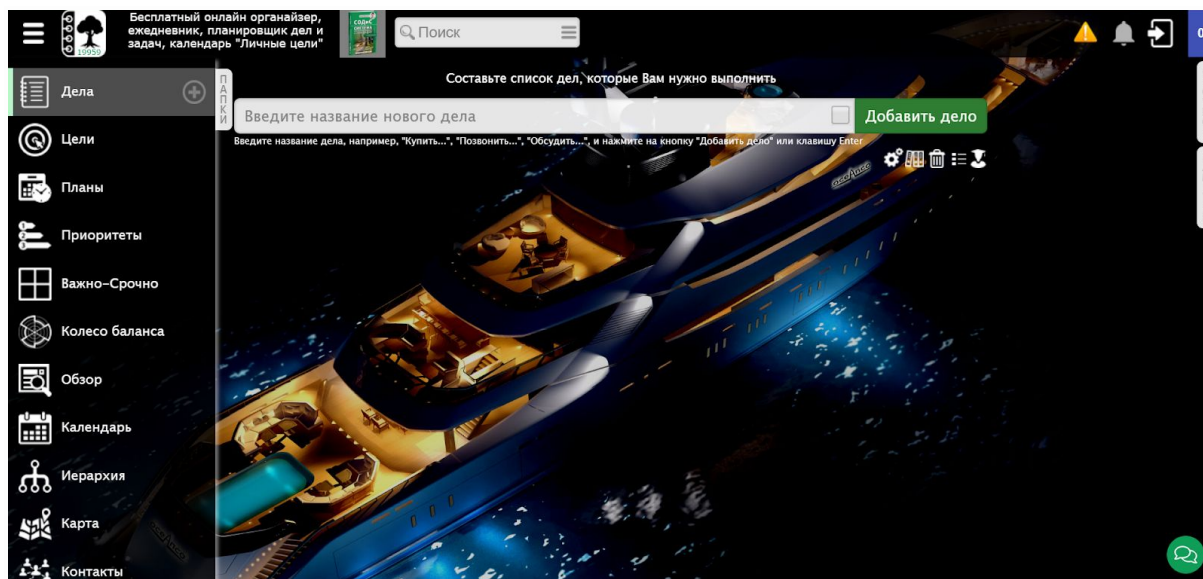 Бесплатный онлайн органайзер,
ежедневник, планировщик дел и
задач, календарь "Личные цели"
19959
Поиск
Дела
ПАПКИ
Составьте список дел, которые Вам нужно выполнить
Введите название нового дела
Добавить дело
Введите название дела, например, "Купить...", "Позвонить...", "Обсудить...", и нажмите на кнопку "Добавить дело" или клавишу Enter
Цели
Планы
Приоритеты
Важно-Срочно
Колесо баланса
Обзор
Календарь
Иерархия
Карта
Контакты